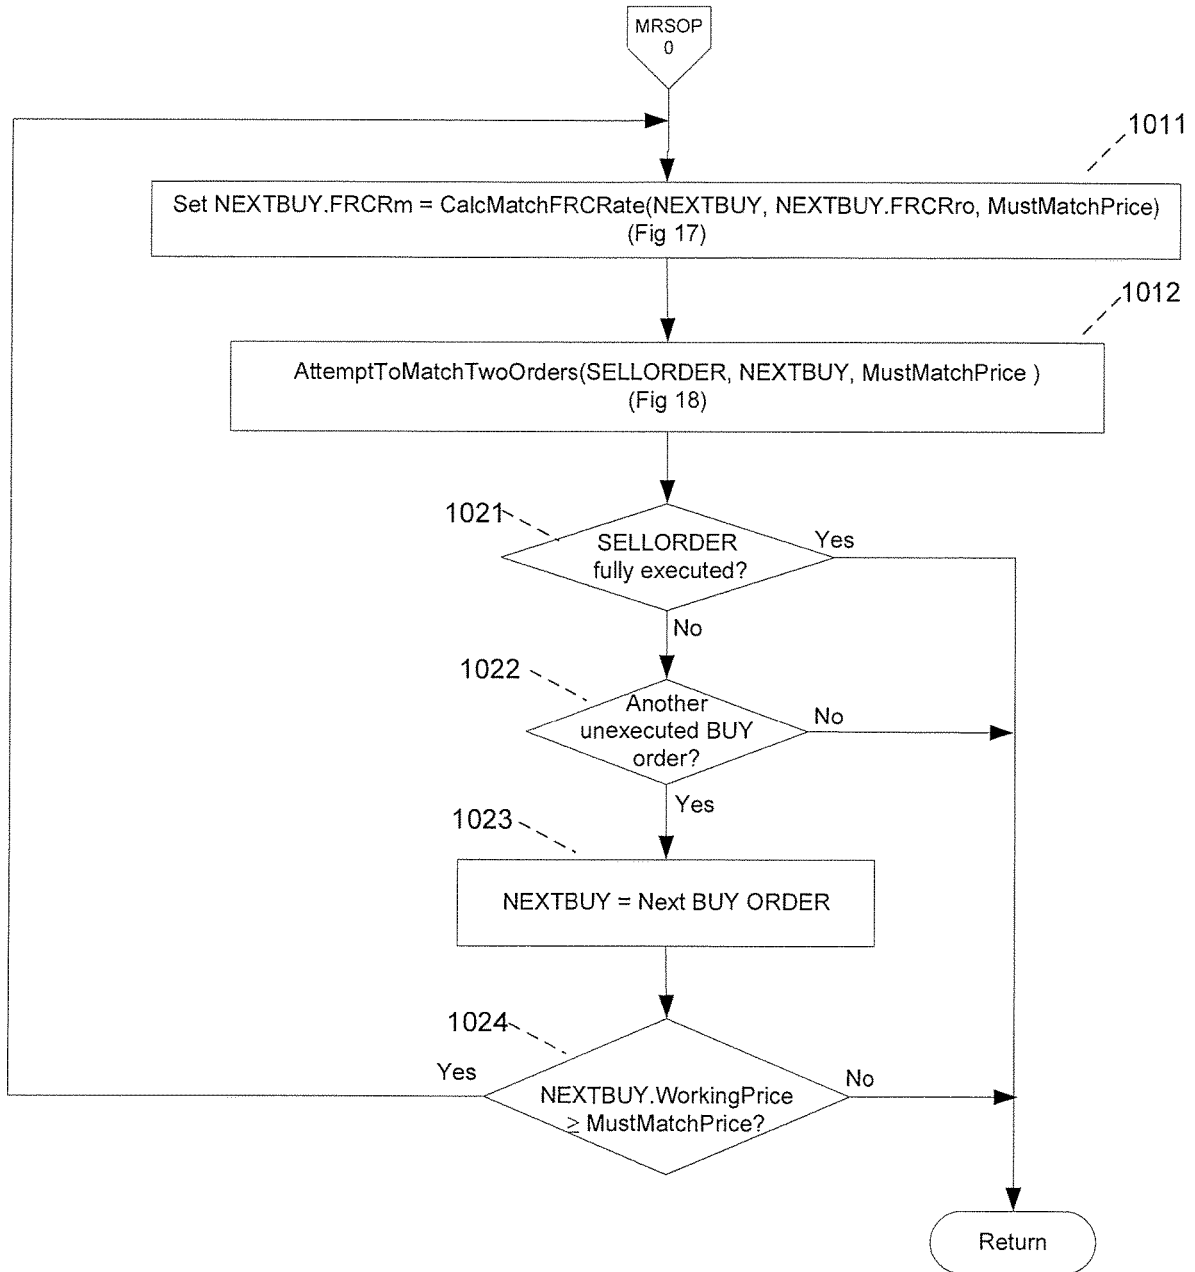 MRSOP
0
1011
Set NEXTBUY.FRCRm = CalcMatchFRCRate(NEXTBUY, NEXTBUY.FRCRro, MustMatchPrice)
(Fig 17)
1012
AttemptToMatchTwoOrders(SELLORDER, NEXTBUY, MustMatchPrice )
(Fig 18)
1021
SELLORDER
fully executed?
Yes
No
1022
Another
unexecuted BUY
order?
No
Yes
1023
NEXTBUY = Next BUY ORDER
1024
Yes
NEXTBUY.WorkingPrice
≥ MustMatchPrice?
No
Return